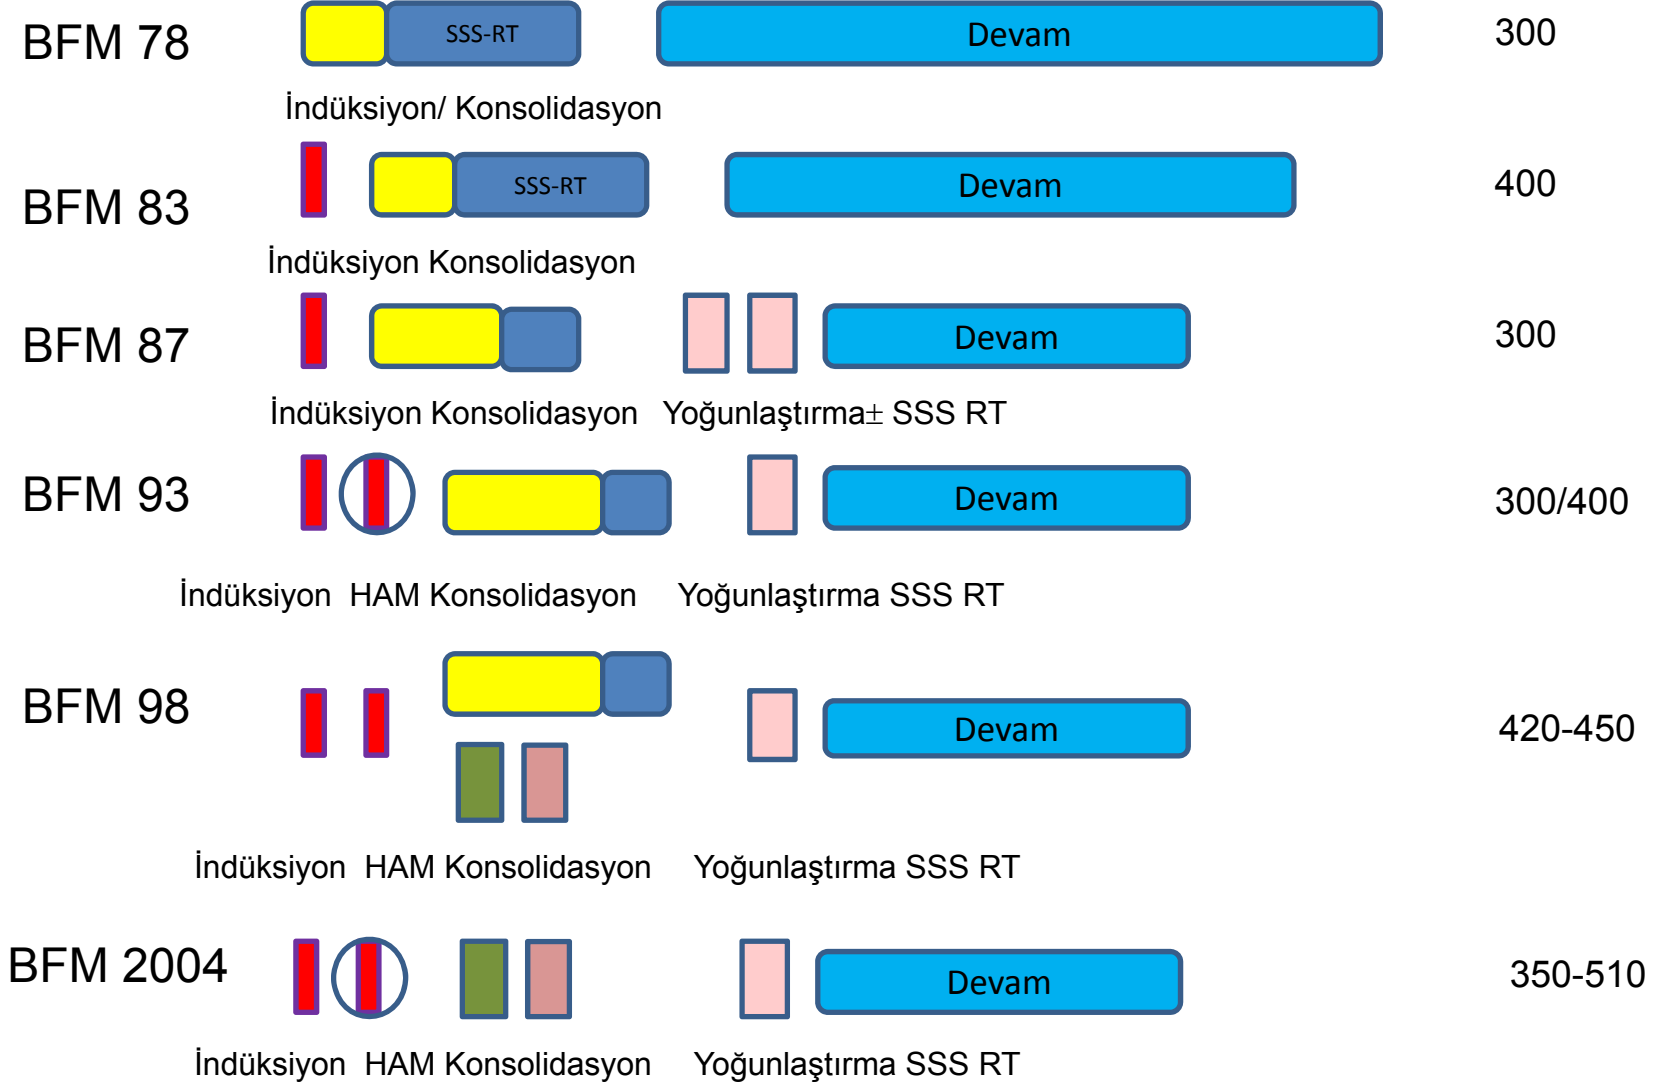 BFM 78 SSS-RT Devam 300
İndüksiyon/ Konsolidasyon
BFM 83 SSS-RT Devam 400
İndüksiyon Konsolidasyon
BFM 87 Devam 300
İndüksiyon Konsolidasyon Yoğunlaştırma± SSS RT
BFM 93 Devam 300/400
İndüksiyon HAM Konsolidasyon Yoğunlaştırma SSS RT
BFM 98 Devam 420-450
İndüksiyon HAM Konsolidasyon Yoğunlaştırma SSS RT
BFM 2004 Devam 350-510
İndüksiyon HAM Konsolidasyon Yoğunlaştırma SSS RT